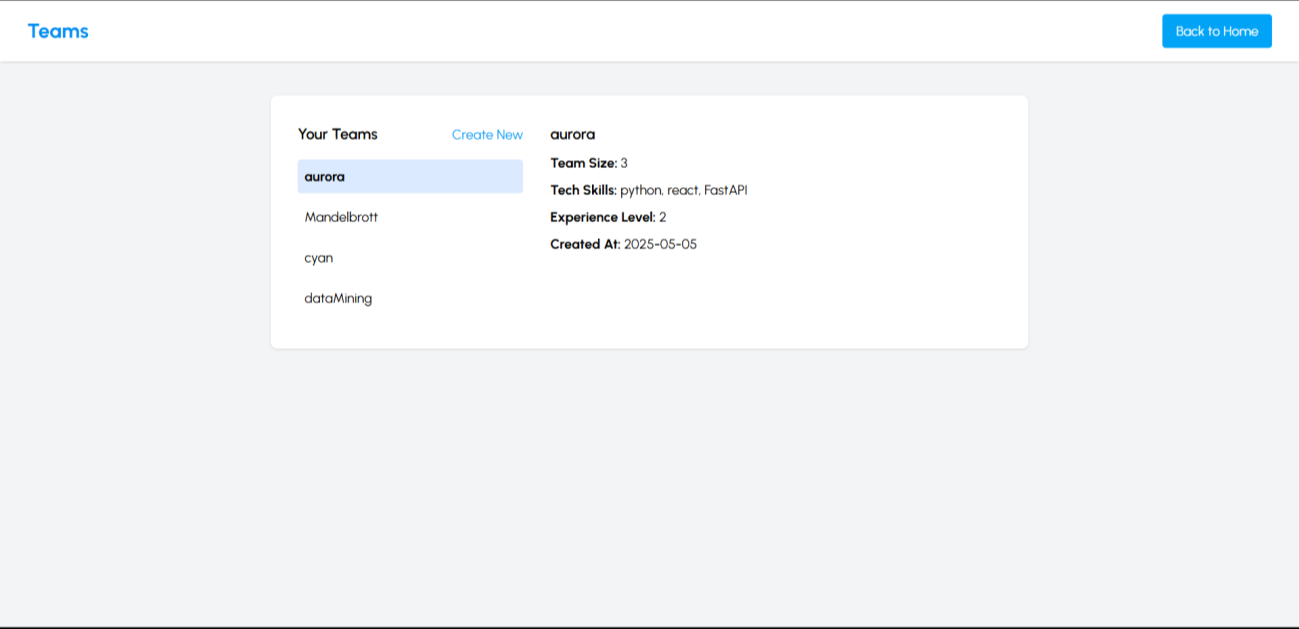 Teams
Back to Home
Your Teams
Create New
aurora
Mandelbrott
cyan
dataMining
aurora
Team Size: 3
Tech Skills: python, react, FastAPI
Experience Level: 2
Created At: 2025-05-05